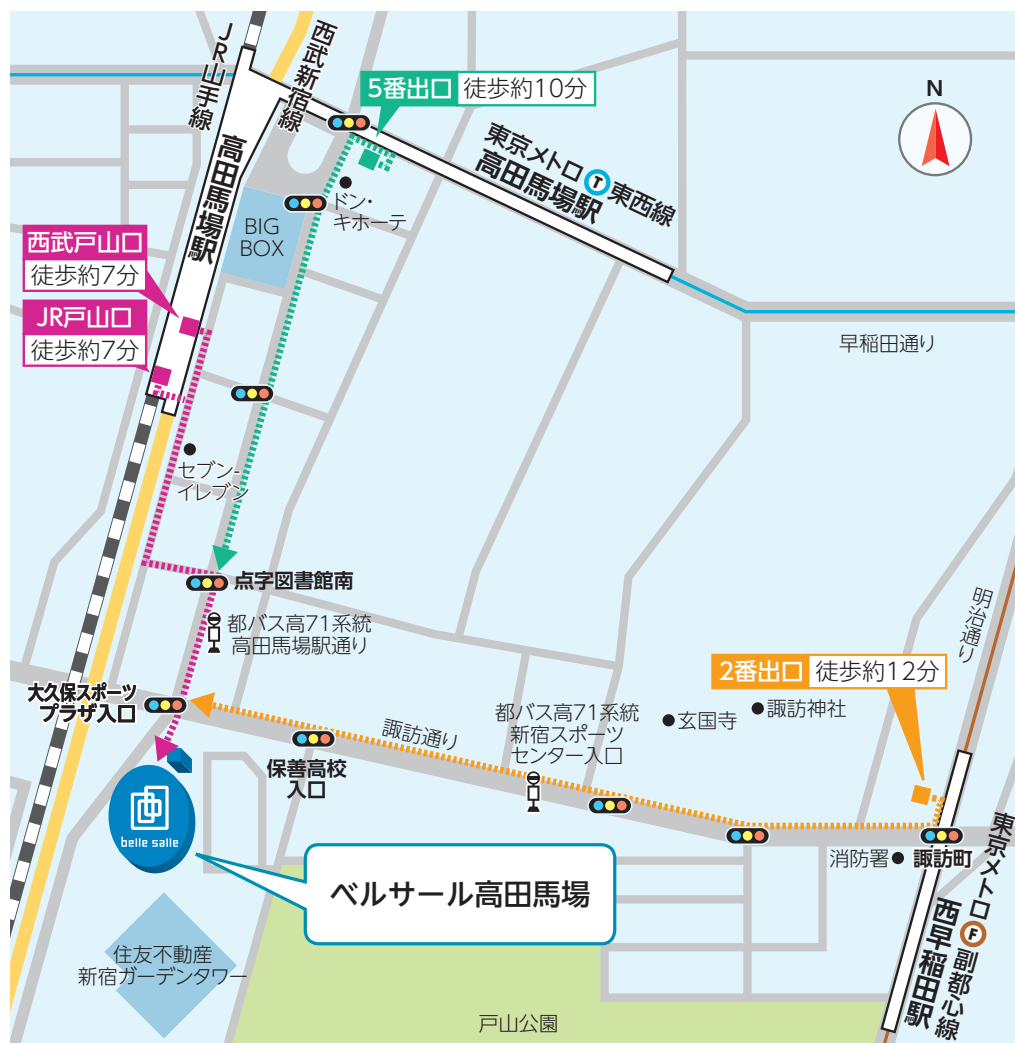 JR山手線
西武新宿線
高田馬場駅
5番出口 徒歩約10分
N
東京メトロ T 東西線
高田馬場駅
ドン・
キホーテ
BIG
BOX
西武戸山口
徒歩約7分
JR戸山口
徒歩約7分
早稲田通り
セブン-
イレブン
点字図書館南
都バス高71系統
高田馬場駅通り
明治通り
2番出口 徒歩約12分
大久保スポーツ
プラザ入口
諏訪通り
都バス高71系統
新宿スポーツ
センター入口
玄国寺
諏訪神社
保善高校
入口
belle salle
消防署
諏訪町
ベルサール高田馬場
東京メトロ F 副都心線
西早稲田駅
住友不動産
新宿ガーデンタワー
戸山公園